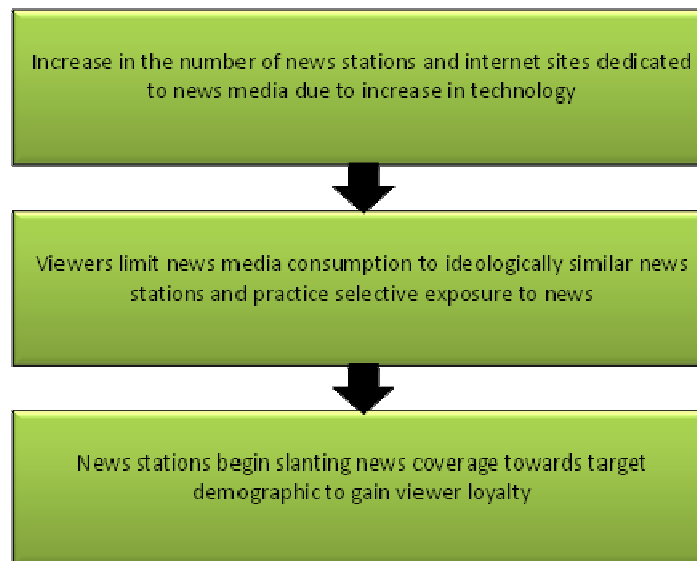 Increase in the number of news stations and internet sites dedicated
to news media due to increase in technology
Viewers limit news media consumption to ideologically similar news
stations and practice selective exposure to news
News stations begin slanting news coverage towards target
demographic to gain viewer loyalty